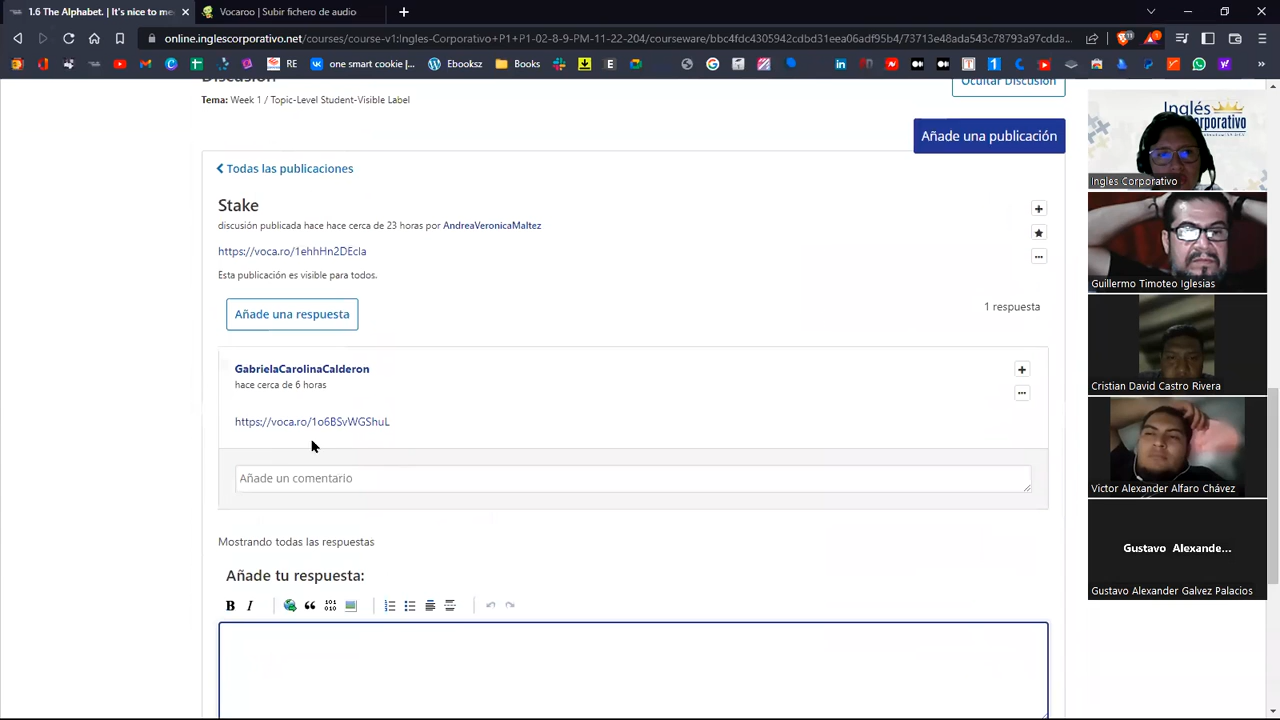 1.6 The Alphabet. | It's nice to me
Vocaroo | Subir fichero de audio
online.inglescorporativo.net/courses/course-v1:Ingles-Corporativo+P1+P1-02-8-9-PM-11-22-204/courseware/bbc4fdc4305942cdbd31eea6adf95b4/73713e48ada543c78793a97cdda...
RE
one smart cookie [...
Ebook
Books
Discusión
Ocultar Discusión
Tema: Week 1 / Topic-Level Student-Visible Label
Añade una publicación
Todas las publicaciones
Stake
discusión publicada hace hace cerca de 23 horas por AndreaVeronicaMaltez
https://voca.ro/1ehhHn2DEcla
Esta publicación es visible para todos.
Añade una respuesta
1 respuesta
GabrielaCarolinaCalderon
hace cerca de 6 horas
https://voca.ro/1o6BSvWGShuL
Añade un comentario
Mostrando todas las respuestas
Añade tu respuesta:
Inglés
Corporativo
Ingles Corporativo
Guillermo Timoteo Iglesias
Cristian David Castro Rivera
Victor Alexander Alfaro Chávez
Gustavo Alexande...
Gustavo Alexander Galvez Palacios